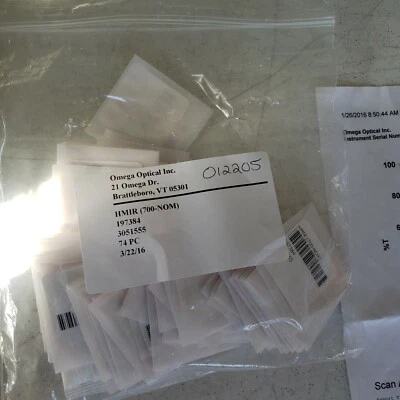 Omega Optical Inc.
21 Omega Dr.
Brattleboro, VT 05301
012205
HMIR (700-NOM)
197384
3051555
74 PC
3/22/16
1/26/2016 8:50:44 AM
Omega Optical Inc.
Instrument Serial Num
100
80
%T
Scan A